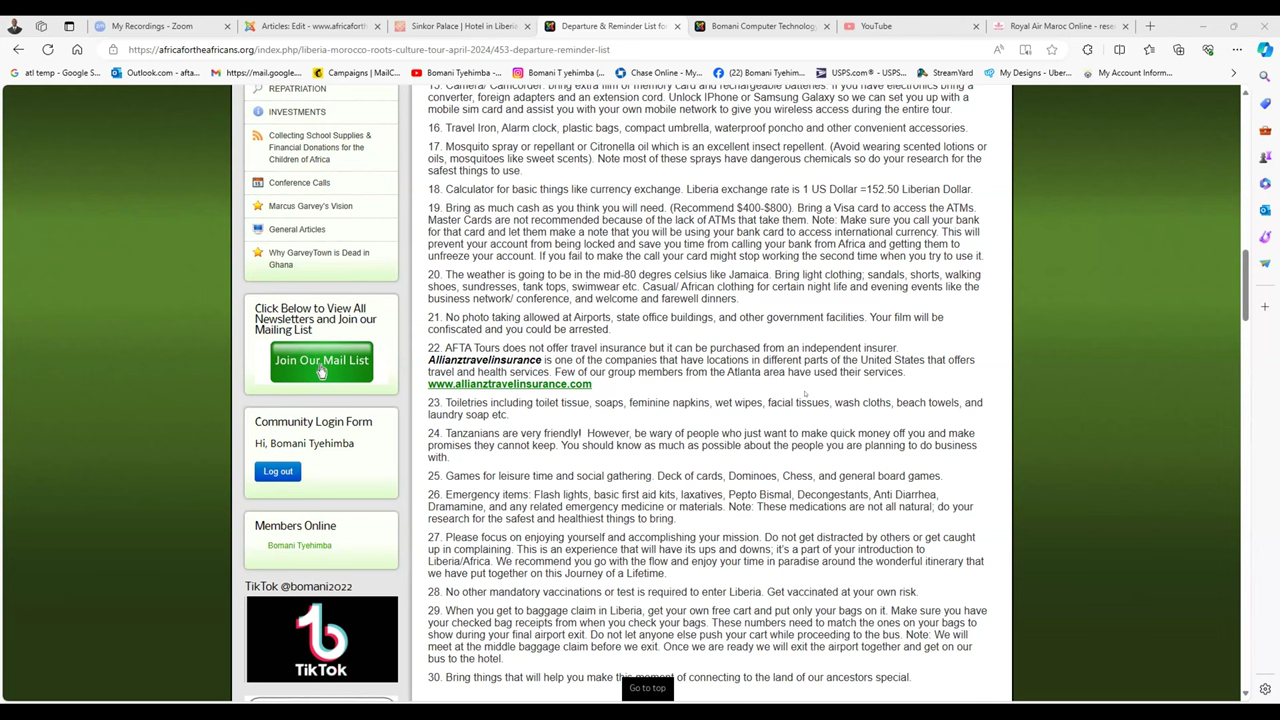 My Recordings - Zoom
Articles: Edit - www.africaforth
Sinkor Palace | Hotel in Liberia
Departure & Reminder List for
Bomani Computer Technology
YouTube
Royal Air Maroc Online - rese
https://africafortheafricans.org/index.php/liberia-morocco-roots-culture-tour-april-2024/453-departure-reminder-list
atl temp - Google S...
Outlook.com - afta...
https://mail.google....
Campaigns | MailC...
Bomani Tyehimba -...
Bomani T yehimba (...
Chase Online - My...
(22) Bomani Tyehim...
USPS.com® - USPS...
StreamYard
My Designs - Uber...
My Account Inform...
REPATRIATION
INVESTMENTS
Collecting School Supplies &
Financial Donations for the
Children of Africa
Conference Calls
Marcus Garvey's Vision
General Articles
Why GarveyTown is Dead in
Ghana
Click Below to View All
Newsletters and Join our
Mailing List
Join Our Mail List
Community Login Form
Hi, Bomani Tyehimba
Log out
Members Online
Bomani Tyehimba
TikTok @bomani2022
TikTok
15. Camera/ Camcorder: Bring extra film or memory card and rechargeable batteries. If you have electronics bring a
converter, foreign adapters and an extension cord. Unlock IPhone or Samsung Galaxy so we can set you up with a
mobile sim card and assist you with your own mobile network to give you wireless access during the entire tour.
16. Travel Iron, Alarm clock, plastic bags, compact umbrella, waterproof poncho and other convenient accessories.
17. Mosquito spray or repellant or Citronella oil which is an excellent insect repellent. (Avoid wearing scented lotions or
oils, mosquitoes like sweet scents). Note most of these sprays have dangerous chemicals so do your research for the
safest things to use.
18. Calculator for basic things like currency exchange. Liberia exchange rate is 1 US Dollar =152.50 Liberian Dollar.
19. Bring as much cash as you think you will need. (Recommend $400-$800). Bring a Visa card to access the ATMs.
Master Cards are not recommended because of the lack of ATMs that take them. Note: Make sure you call your bank
for that card and let them make a note that you will be using your bank card to access international currency. This will
prevent your account from being locked and save you time from calling your bank from Africa and getting them to
unfreeze your account. If you fail to make the call your card might stop working the second time when you try to use it.
20. The weather is going to be in the mid-80 degres celsius like Jamaica. Bring light clothing; sandals, shorts, walking
shoes, sundresses, tank tops, swimwear etc. Casual/ African clothing for certain night life and evening events like the
business network/ conference, and welcome and farewell dinners.
21. No photo taking allowed at Airports, state office buildings, and other government facilities. Your film will be
confiscated and you could be arrested.
22. AFTA Tours does not offer travel insurance but it can be purchased from an independent insurer.
Allianztravelinsurance is one of the companies that have locations in different parts of the United States that offers
travel and health services. Few of our group members from the Atlanta area have used their services.
www.allianztravelinsurance.com
23. Toiletries including toilet tissue, soaps, feminine napkins, wet wipes, facial tissues, wash cloths, beach towels, and
laundry soap etc.
24. Tanzanians are very friendly! However, be wary of people who just want to make quick money off you and make
promises they cannot keep. You should know as much as possible about the people you are planning to do business
with.
25. Games for leisure time and social gathering. Deck of cards, Dominoes, Chess, and general board games.
26. Emergency items: Flash lights, basic first aid kits, laxatives, Pepto Bismal, Decongestants, Anti Diarrhea,
Dramamine, and any related emergency medicine or materials. Note: These medications are not all natural; do your
research for the safest and healthiest things to bring.
27. Please focus on enjoying yourself and accomplishing your mission. Do not get distracted by others or get caught
up in complaining. This is an experience that will have its ups and downs; it's a part of your introduction to
Liberia/Africa. We recommend you go with the flow and enjoy your time in paradise around the wonderful itinerary that
we have put together on this Journey of a Lifetime.
28. No other mandatory vaccinations or test is required to enter Liberia. Get vaccinated at your own risk.
29. When you get to baggage claim in Liberia, get your own free cart and put only your bags on it. Make sure you have
your checked bag receipts from when you check your bags. These numbers need to match the ones on your bags to
show during your final airport exit. Do not let anyone else push your cart while proceeding to the bus. Note: We will
meet at the middle baggage claim before we exit. Once we are ready we will exit the airport together and get on our
bus to the hotel.
30. Bring things that will help you make this moment of connecting to the land of our ancestors special.
Go to top